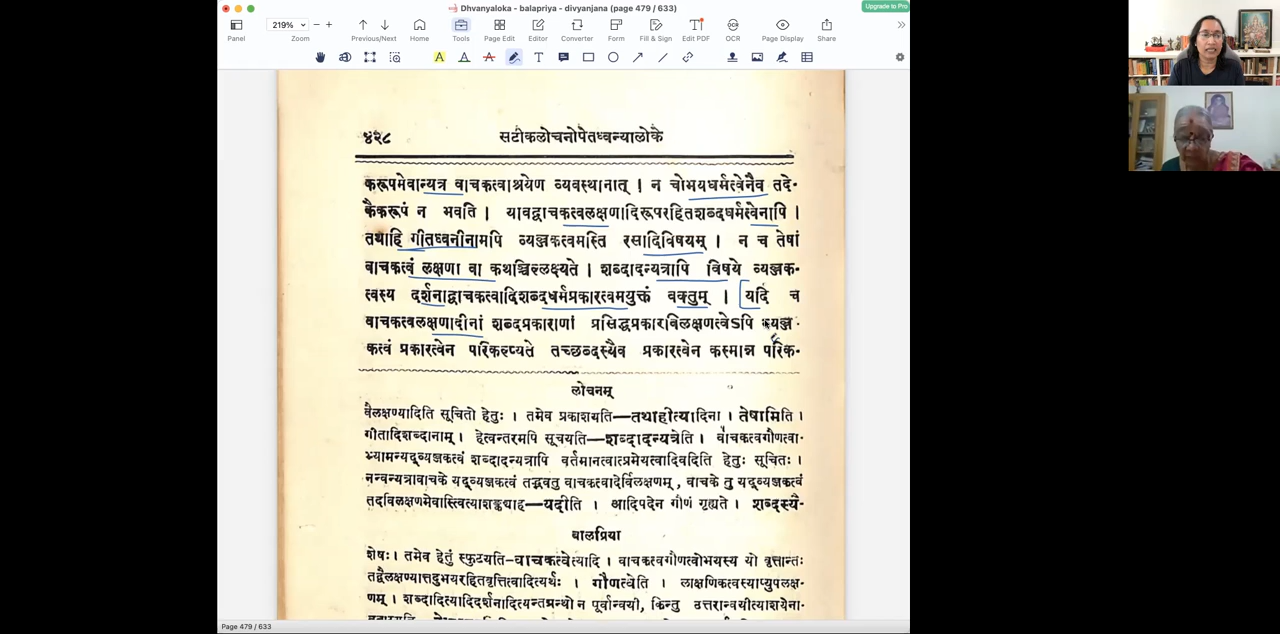 Dhvanyaloka - balapriya - divyanjana (page 479 / 633)
Upgrade to Pro
219%
Panel Zoom Previous/Next Home Tools Page Edit Editor Converter Form Fill & Sign Edit PDF OCR Page Display Share
४२८ सटीकलोचनोपेतध्वन्यालोके
करूपमेवान्यत्र वाचकत्वाश्रयेण व्यवस्थानात् । न चोभयधर्मत्वेनैव तदे-
कैकरूपं न भवति । यावद्वाचकत्वलक्षणादिरूपरहितशब्दधर्मत्वेनापि ।
तथाहि गीतध्वनीनामपि व्यञ्जकत्वमस्ति रसादिविषयम् । न च तेषां
वाचकत्वं लक्षणा वा कथञ्चिल्लक्ष्यते । शब्दादन्यत्रापि विषये व्यञ्जक-
त्वस्य दर्शनाद्वाचकत्वादिशब्दधर्मप्रकारत्वमयुक्तं वक्तुम् । यदि च
वाचकत्वलक्षणादीनां शब्दप्रकाराणां प्रसिद्धप्रकारविलक्षणत्वेऽपि व्यञ्ज-
कत्वं प्रकारत्वेन परिकल्प्यते तच्छब्दस्यैव प्रकारत्वेन कस्मान्न परिक-
लोचनम्
वैलक्षण्यादिति सूचितो हेतुः । तमेव प्रकाशयति—तथाहीत्यादिना । तेषामिति ।
गीतादिशब्दानाम् । हेत्वन्तरमपि सूचयति—शब्दादन्यत्रेति । वाचकत्वगौणत्वा-
भ्यामन्यद्व्यञ्जकत्वं शब्दादन्यत्रापि वर्तमानत्वात्प्रमेयत्वादिवदिति हेतुः सूचितः ।
नन्वन्यत्रावाचके यद्व्यञ्जकत्वं तद्भवतु वाचकत्वादेर्विलक्षणम्, वाचके तु यद्व्यञ्जकत्वं
तदविलक्षणमेवास्त्वित्याशङ्क्याह—यदीति । आदिपदेन गौणं गृह्यते । शब्दस्यै-
बालप्रिया
शेषः । तमेव हेतुं स्फुटयति-वाचकत्वेत्यादि । वाचकत्वगौणत्वोभयस्य यो वृत्तान्तः
तद्वैलक्षण्यात्तदुभयरहितवृत्तित्वादित्यर्थः । गौणत्वेति । लाक्षणिकत्वस्याप्युपलक्ष-
णम् । शब्दादित्यादिदर्शनादित्यन्तग्रन्थो न पूर्वान्वयी, किन्तु उत्तरान्वयीत्याशयेना-
Page 479 / 633